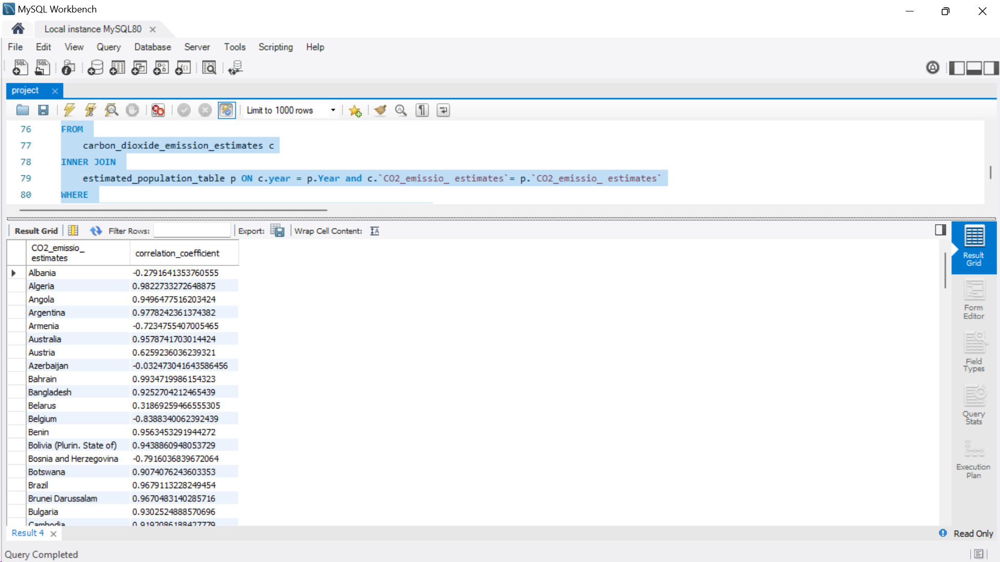 MySQL Workbench
Local instance MySQL80
File Edit View Query Database Server Tools Scripting Help
SQL SQL
project
Limit to 1000 rows
76 FROM
77 carbon_dioxide_emission_estimates c
78 INNER JOIN
79 estimated_population_table p ON c.year = p.Year and c.`CO2_emissio_ estimates`= p.`CO2_emissio_ estimates`
80 WHERE
Result Grid Filter Rows: Export: Wrap Cell Content:
CO2_emissio_
estimates correlation_coefficient
Albania -0.2791641353760555
Algeria 0.9822733272648875
Angola 0.9496477516203424
Argentina 0.9778242361374382
Armenia -0.7234755407005465
Australia 0.9578741703014424
Austria 0.6259236036239321
Azerbaijan -0.032473041643586456
Bahrain 0.9934719986154323
Bangladesh 0.9252704212465439
Belarus 0.31869259466555305
Belgium -0.8388340062392439
Benin 0.9563453291944272
Bolivia (Plurin. State of) 0.9438860948053729
Bosnia and Herzegovina -0.7916036839672064
Botswana 0.9074076243603353
Brazil 0.9679113228249454
Brunei Darussalam 0.9670483140285716
Bulgaria 0.9302524888570696
Cambodia 0.9192086188427779
Result
Grid
Form
Editor
Field
Types
Query
Stats
Execution
Plan
Result 4
Read Only
Query Completed